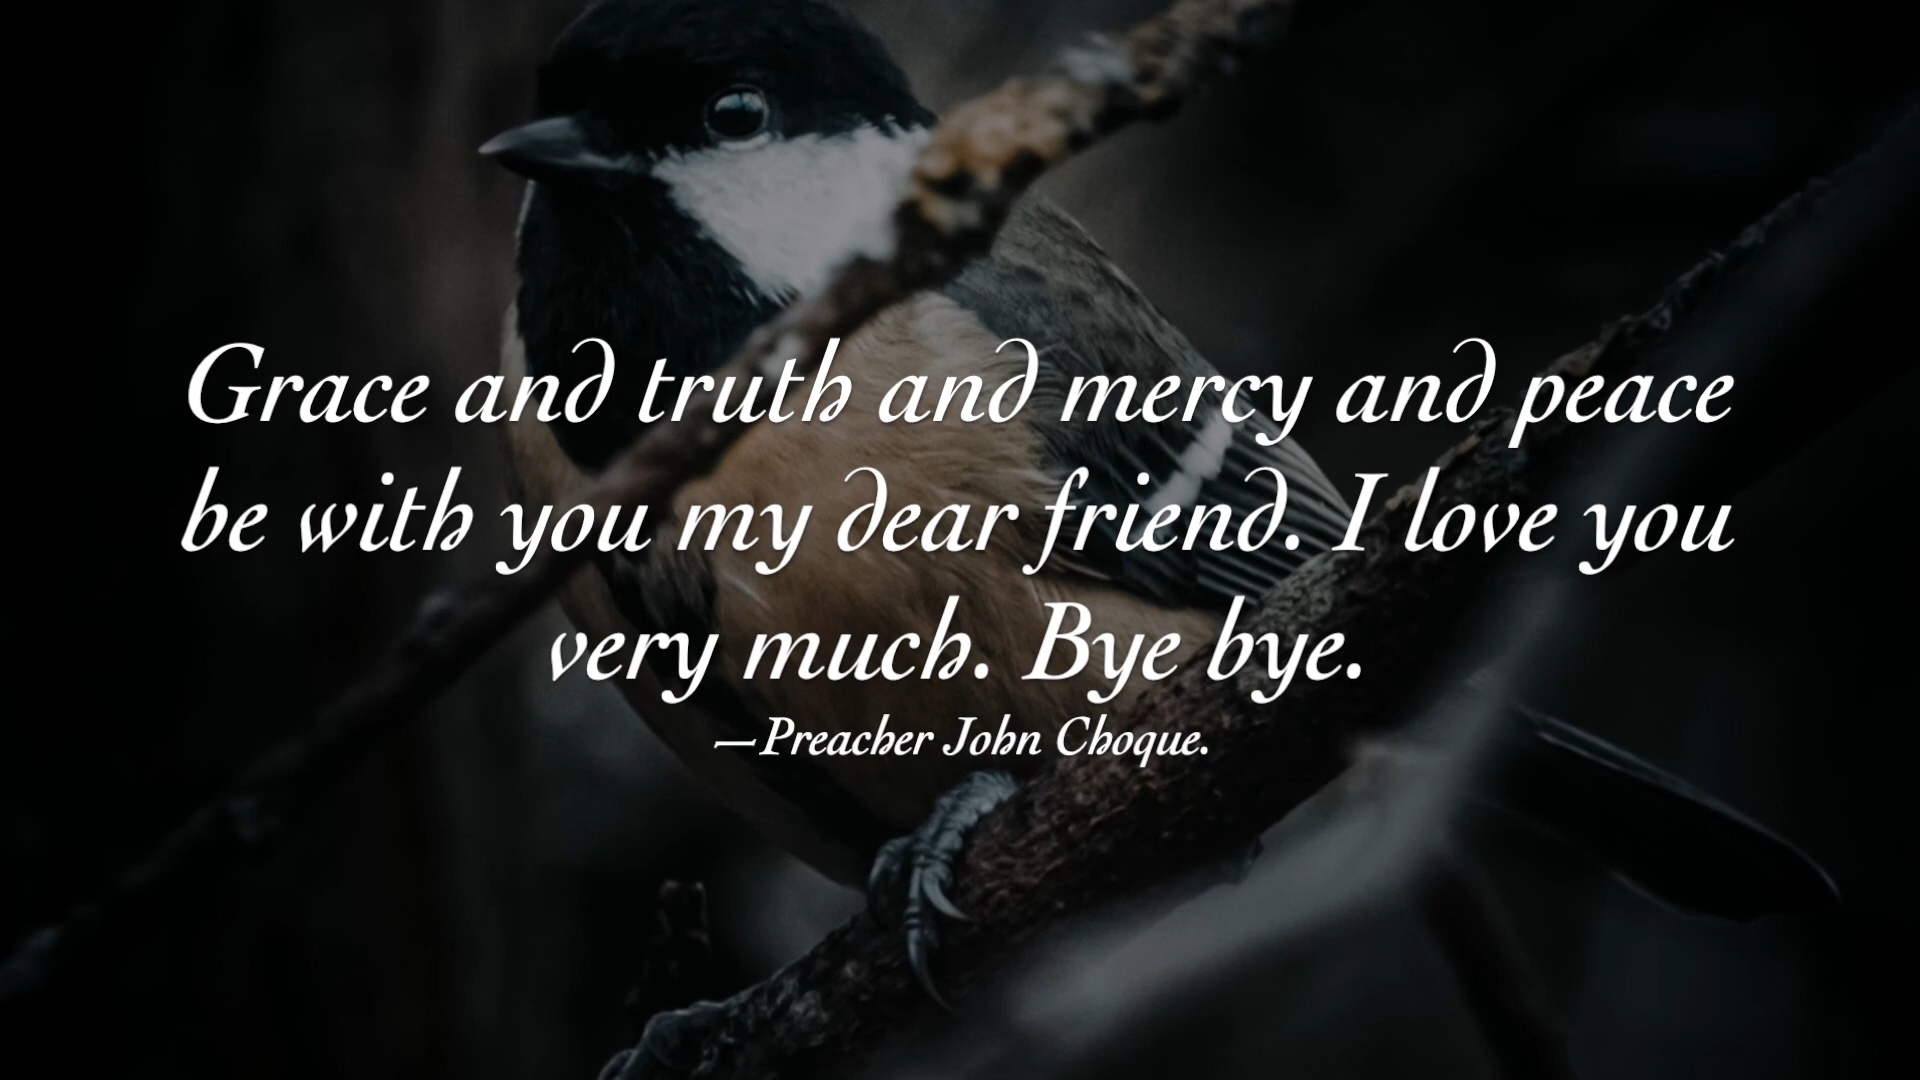 Grace and truth and mercy and peace
be with you my dear friend. I love you
very much. Bye bye.
—Preacher John Choque.